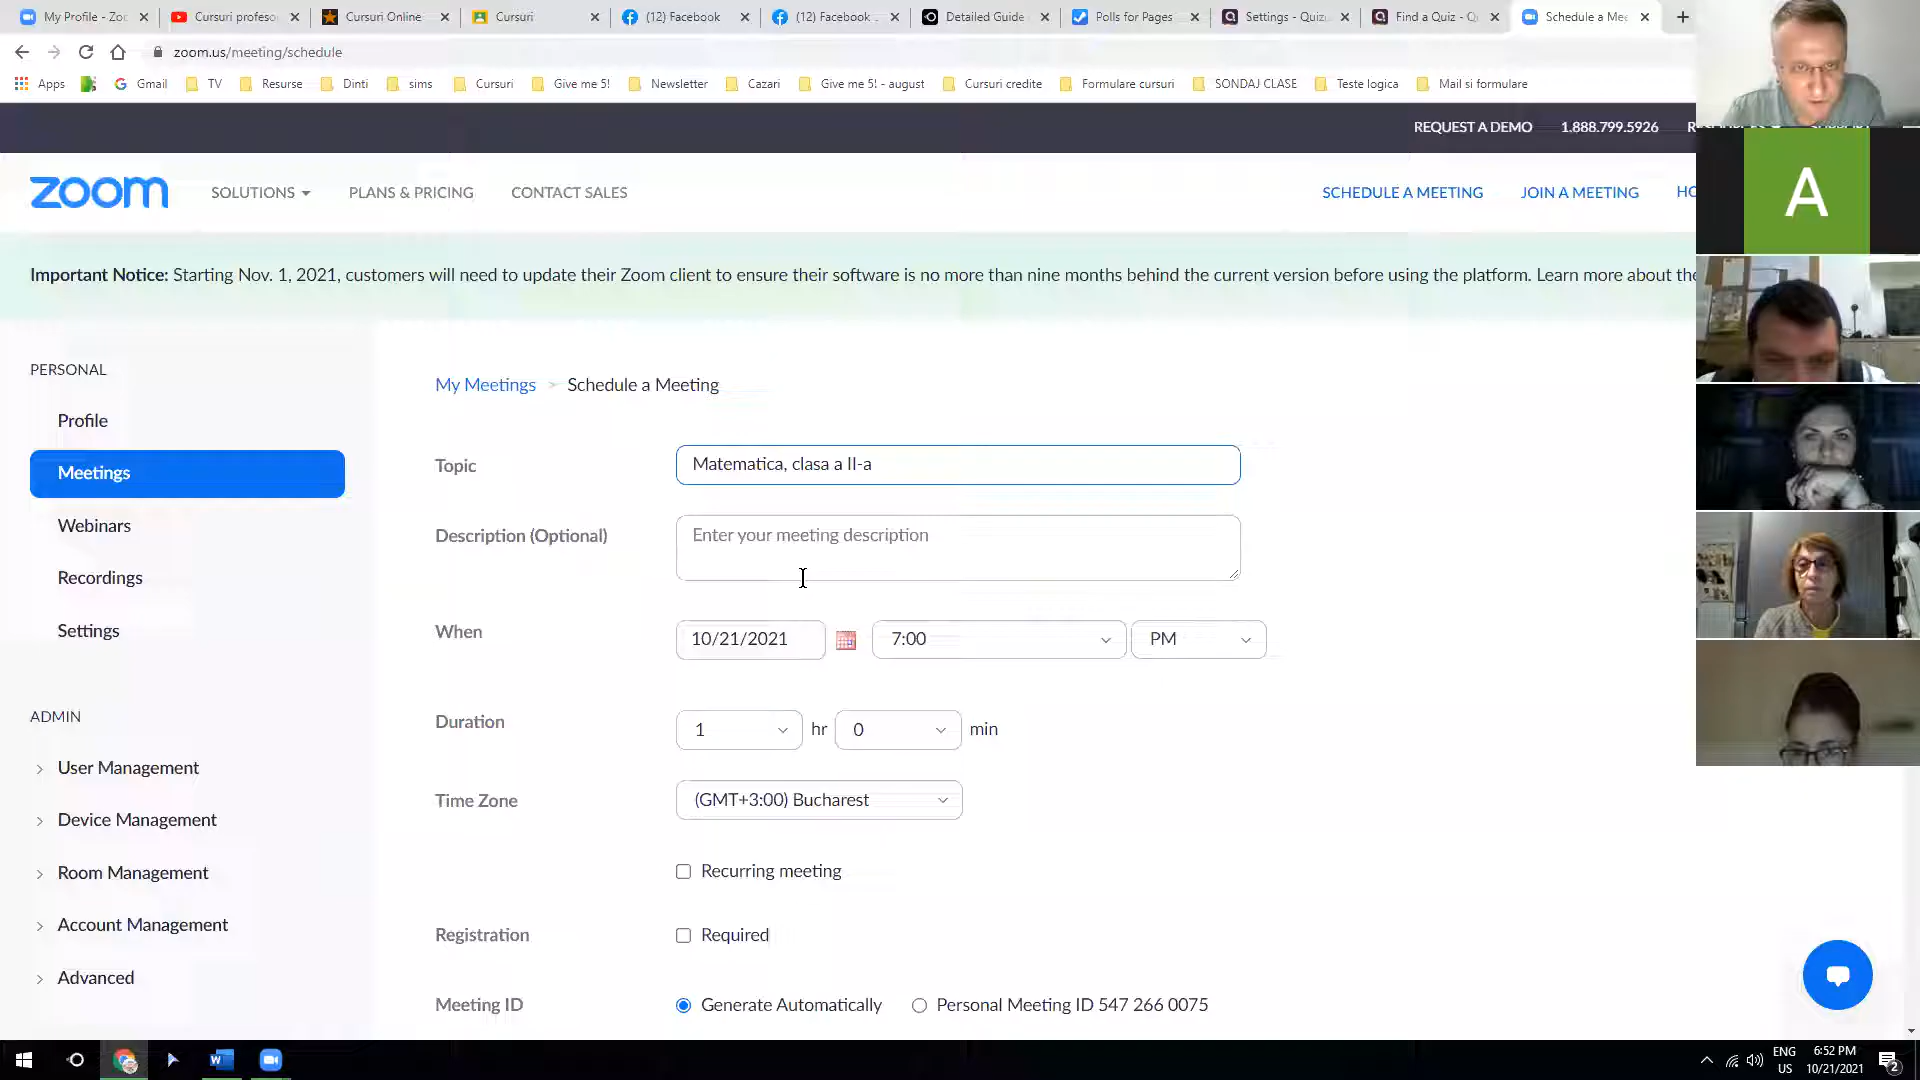 My Profile - Zoo
Cursuri profeso
Cursuri Online
Cursuri
(12) Facebook
(12) Facebook
Detailed Guide
Polls for Pages
Settings - Quiz
Find a Quiz - Q
Schedule a Mee
zoom.us/meeting/schedule
Apps
Gmail
TV
Resurse
Dinti
sims
Cursuri
Give me 5!
Newsletter
Cazari
Give me 5! - august
Cursuri credite
Formulare cursuri
SONDAJ CLASE
Teste logica
Mail si formulare
REQUEST A DEMO
1.888.799.5926
zoom
SOLUTIONS
PLANS & PRICING
CONTACT SALES
SCHEDULE A MEETING
JOIN A MEETING
HO
A
Important Notice: Starting Nov. 1, 2021, customers will need to update their Zoom client to ensure their software is no more than nine months behind the current version before using the platform. Learn more about the
PERSONAL
Profile
Meetings
Webinars
Recordings
Settings
ADMIN
User Management
Device Management
Room Management
Account Management
Advanced
My Meetings > Schedule a Meeting
Topic
Matematica, clasa a II-a
Description (Optional)
Enter your meeting description
When
10/21/2021
7:00
PM
Duration
1
hr
0
min
Time Zone
(GMT+3:00) Bucharest
Recurring meeting
Registration
Required
Meeting ID
Generate Automatically
Personal Meeting ID 547 266 0075
ENG
US
6:52 PM
10/21/2021
2